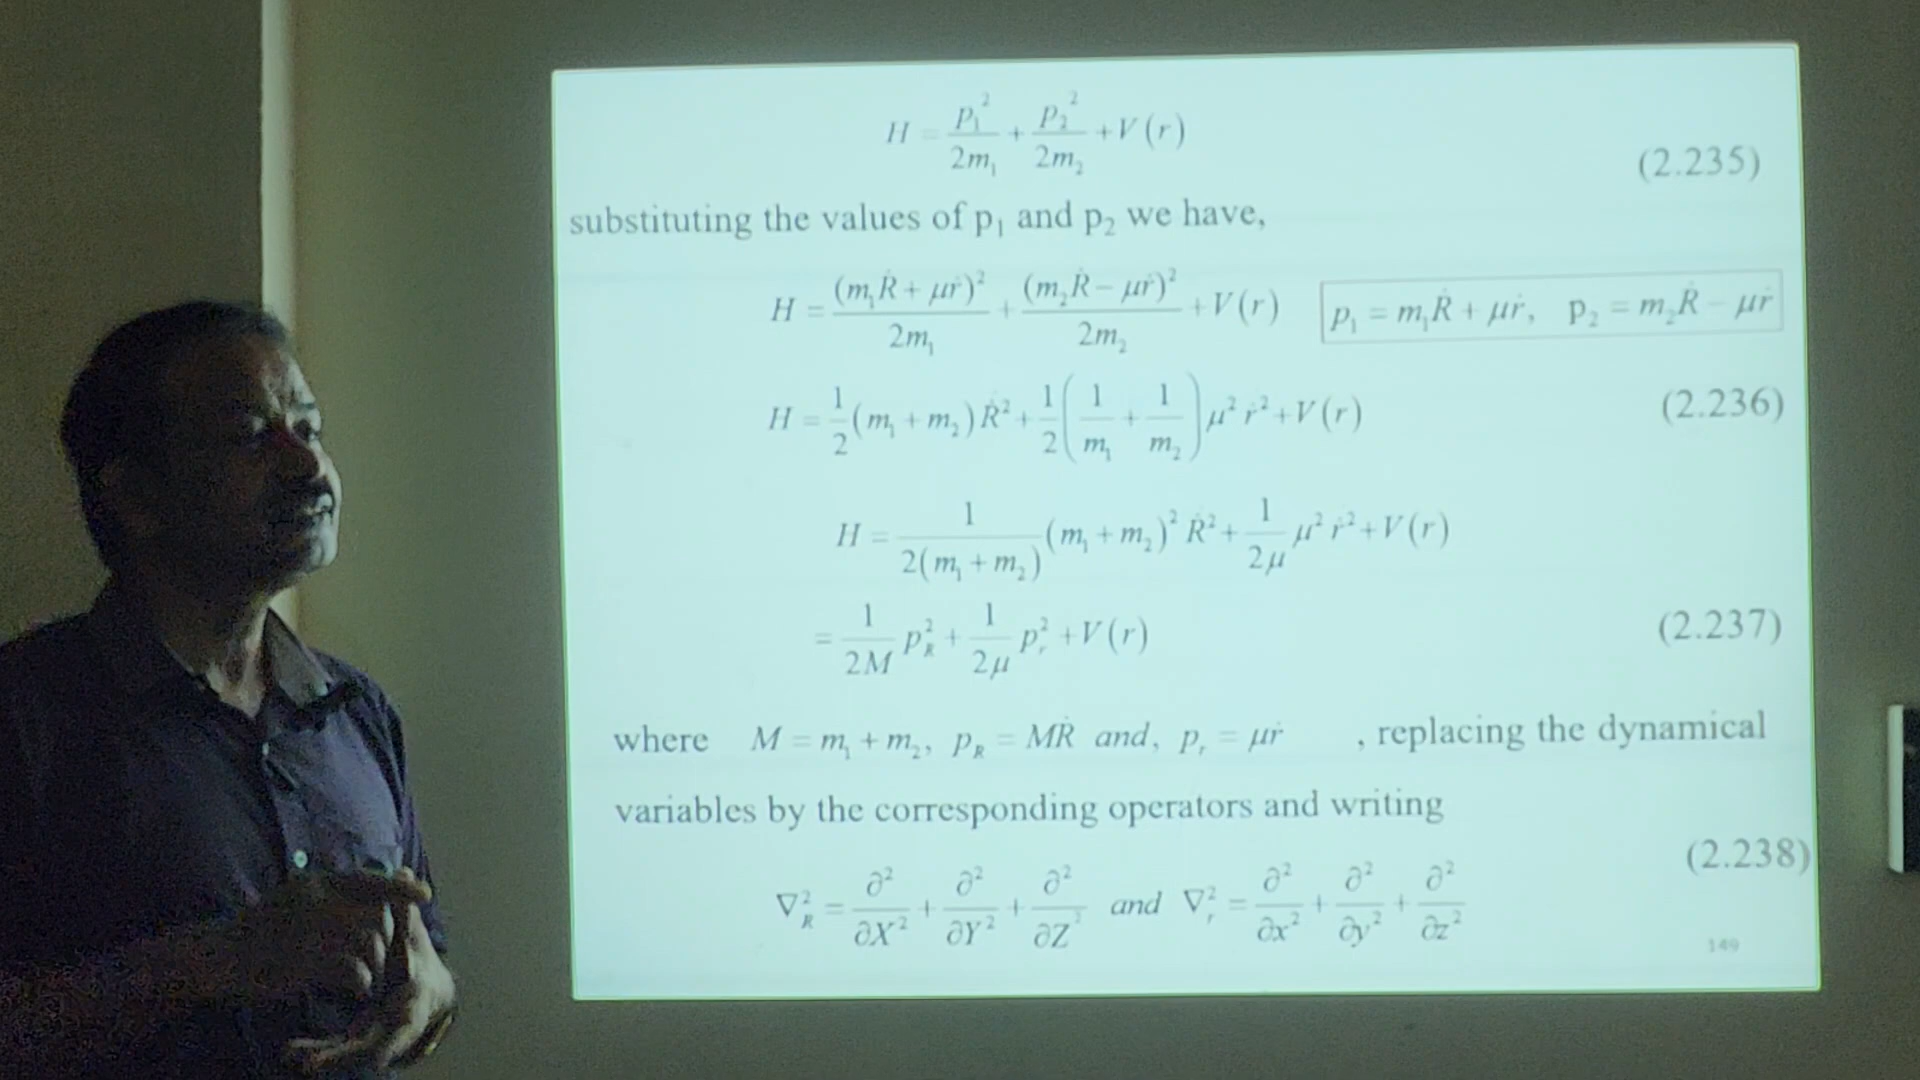 H = p₁²/2m₁ + p₂²/2m₂ + V(r)
(2.235)
substituting the values of p₁ and p₂ we have,
H = (m₁Ṙ + μṙ)²/2m₁ + (m₂Ṙ − μṙ)²/2m₂ + V(r) p₁ = m₁Ṙ + μṙ, p₂ = m₂Ṙ − μṙ
H = 1/2 (m₁ + m₂) Ṙ² + 1/2 (1/m₁ + 1/m₂) μ² ṙ² + V(r) (2.236)
H = 1/2(m₁ + m₂) (m₁ + m₂)² Ṙ² + 1/2μ μ² ṙ² + V(r)
= 1/2M p_R² + 1/2μ p_r² + V(r) (2.237)
where M = m₁ + m₂, p_R = MṘ and, p_r = μṙ , replacing the dynamical
variables by the corresponding operators and writing
(2.238)
∇_R² = ∂²/∂X² + ∂²/∂Y² + ∂²/∂Z² and ∇_r² = ∂²/∂x² + ∂²/∂y² + ∂²/∂z²
149